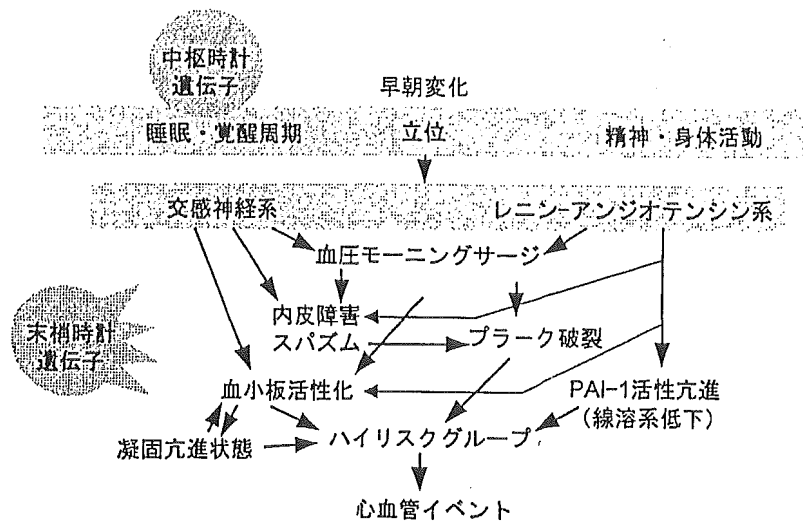 中枢時計
遺伝子
早朝変化
睡眠・覚醒周期 立位 精神・身体活動
交感神経系 レニン-アンジオテンシン系
血圧モーニングサージ
内皮障害
スパズム プラーク破裂
末梢時計
遺伝子
血小板活性化 PAI-1活性亢進
(線溶系低下)
凝固亢進状態 ハイリスクグループ
心血管イベント